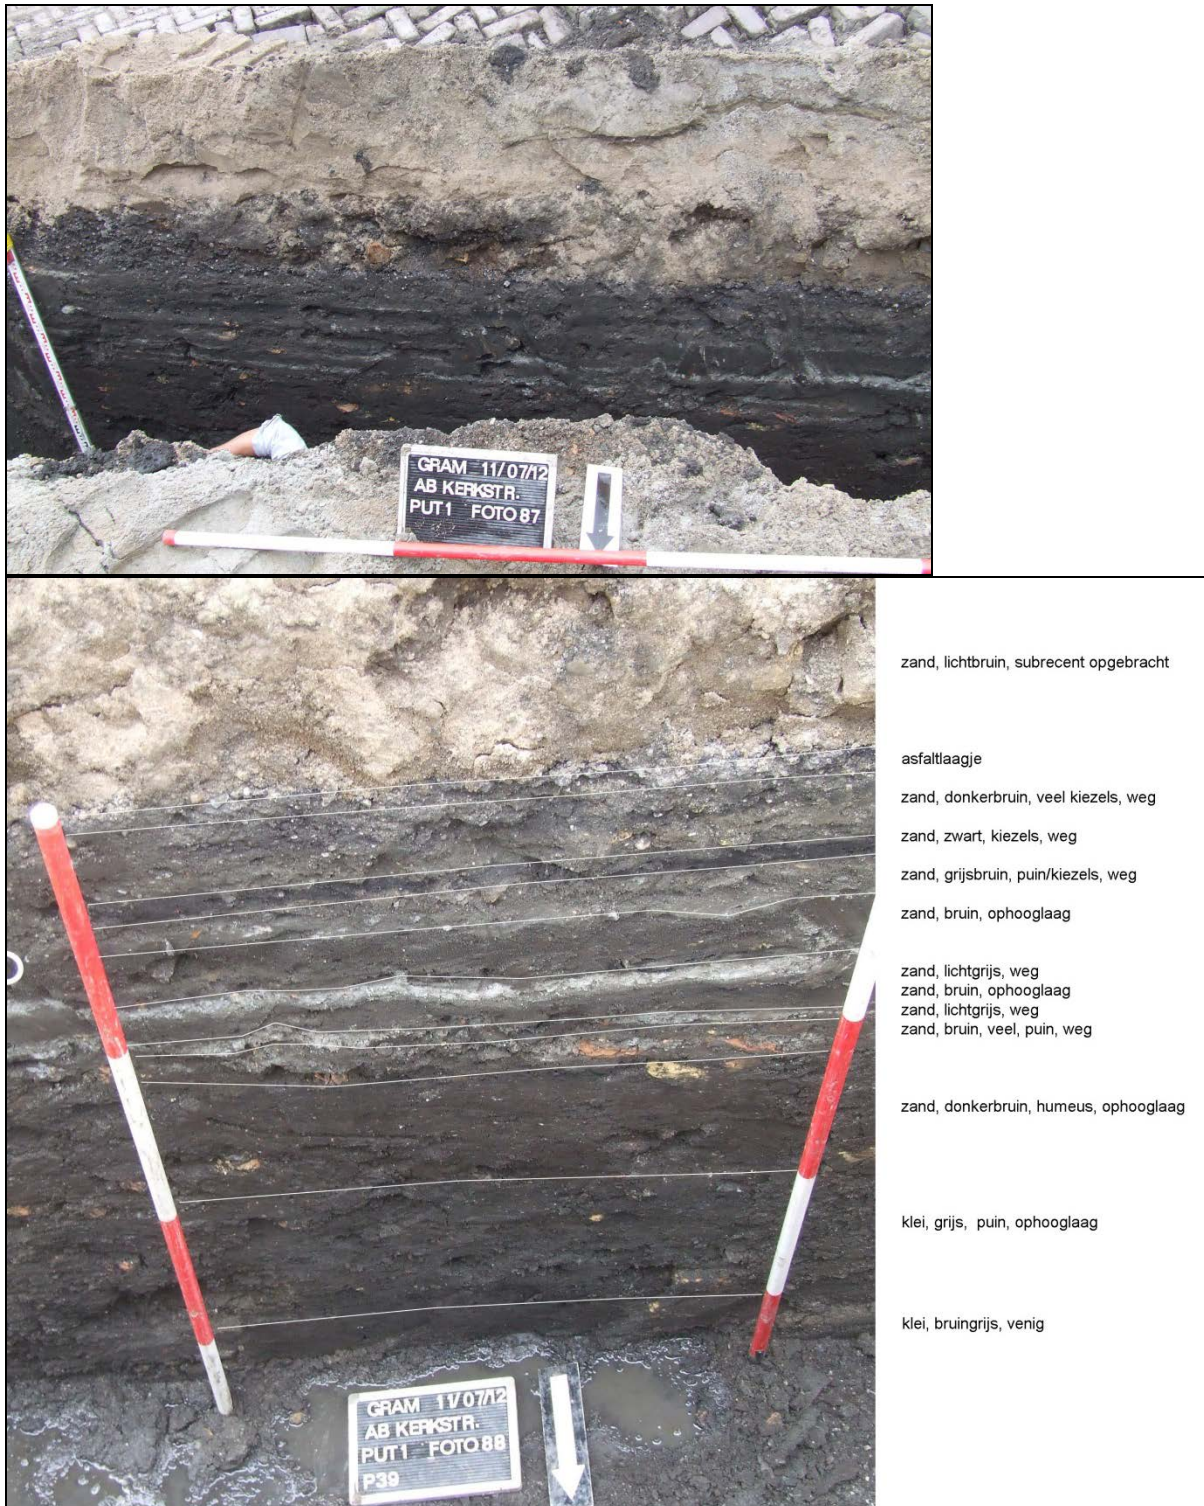 GRAM 11/07/12
AB KERKSTR.
PUT1 FOTO 87
zand, lichtbruin, subrecent opgebracht
asfaltlaagje
zand, donkerbruin, veel kiezels, weg
zand, zwart, kiezels, weg
zand, grijsbruin, puin/kiezels, weg
zand, bruin, ophooglaag
zand, lichtgrijs, weg
zand, bruin, ophooglaag
zand, lichtgrijs, weg
zand, bruin, veel, puin, weg
zand, donkerbruin, humeus, ophooglaag
klei, grijs, puin, ophooglaag
klei, bruingrijs, venig
GRAM 11/07/12
AB KERKSTR.
PUT1 FOTO 88
P39